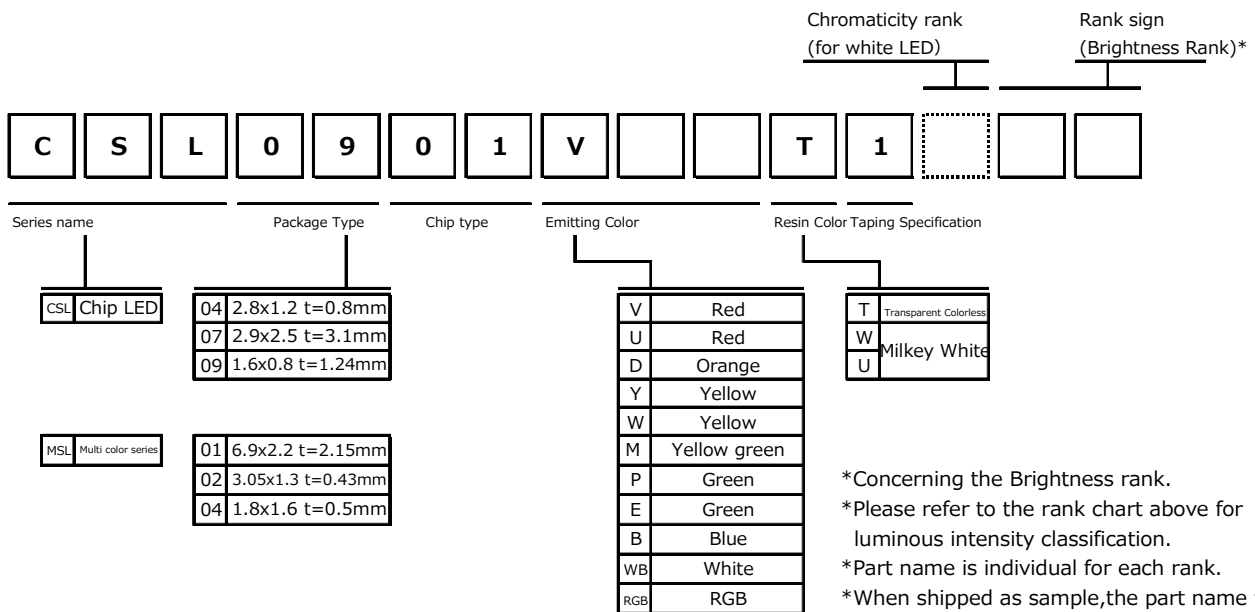 Chromaticity rank
(for white LED)
Rank sign
(Brightness Rank)*
C S L 0 9 0 1 V T 1
Series name
Package Type
Chip type
Emitting Color
Resin Color
Taping Specification
CSL Chip LED
04 2.8x1.2 t=0.8mm
07 2.9x2.5 t=3.1mm
09 1.6x0.8 t=1.24mm
MSL Multi color series
01 6.9x2.2 t=2.15mm
02 3.05x1.3 t=0.43mm
04 1.8x1.6 t=0.5mm
V Red
U Red
D Orange
Y Yellow
W Yellow
M Yellow green
P Green
E Green
B Blue
WB White
RGB RGB
T Transparent Colorless
W
Milkey White
U
*Concerning the Brightness rank.
*Please refer to the rank chart above for
luminous intensity classification.
*Part name is individual for each rank.
*When shipped as sample,the part name